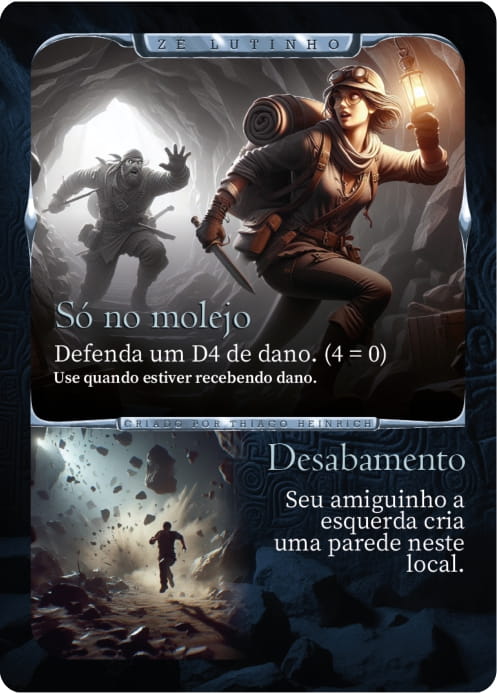 ZÉ LUTINHO
Só no molejo
Defenda um D4 de dano. (4 = 0)
Use quando estiver recebendo dano.
CRIADO POR THIAGO HEINRICH
Desabamento
Seu amiguinho a
esquerda cria
uma parede neste
local.